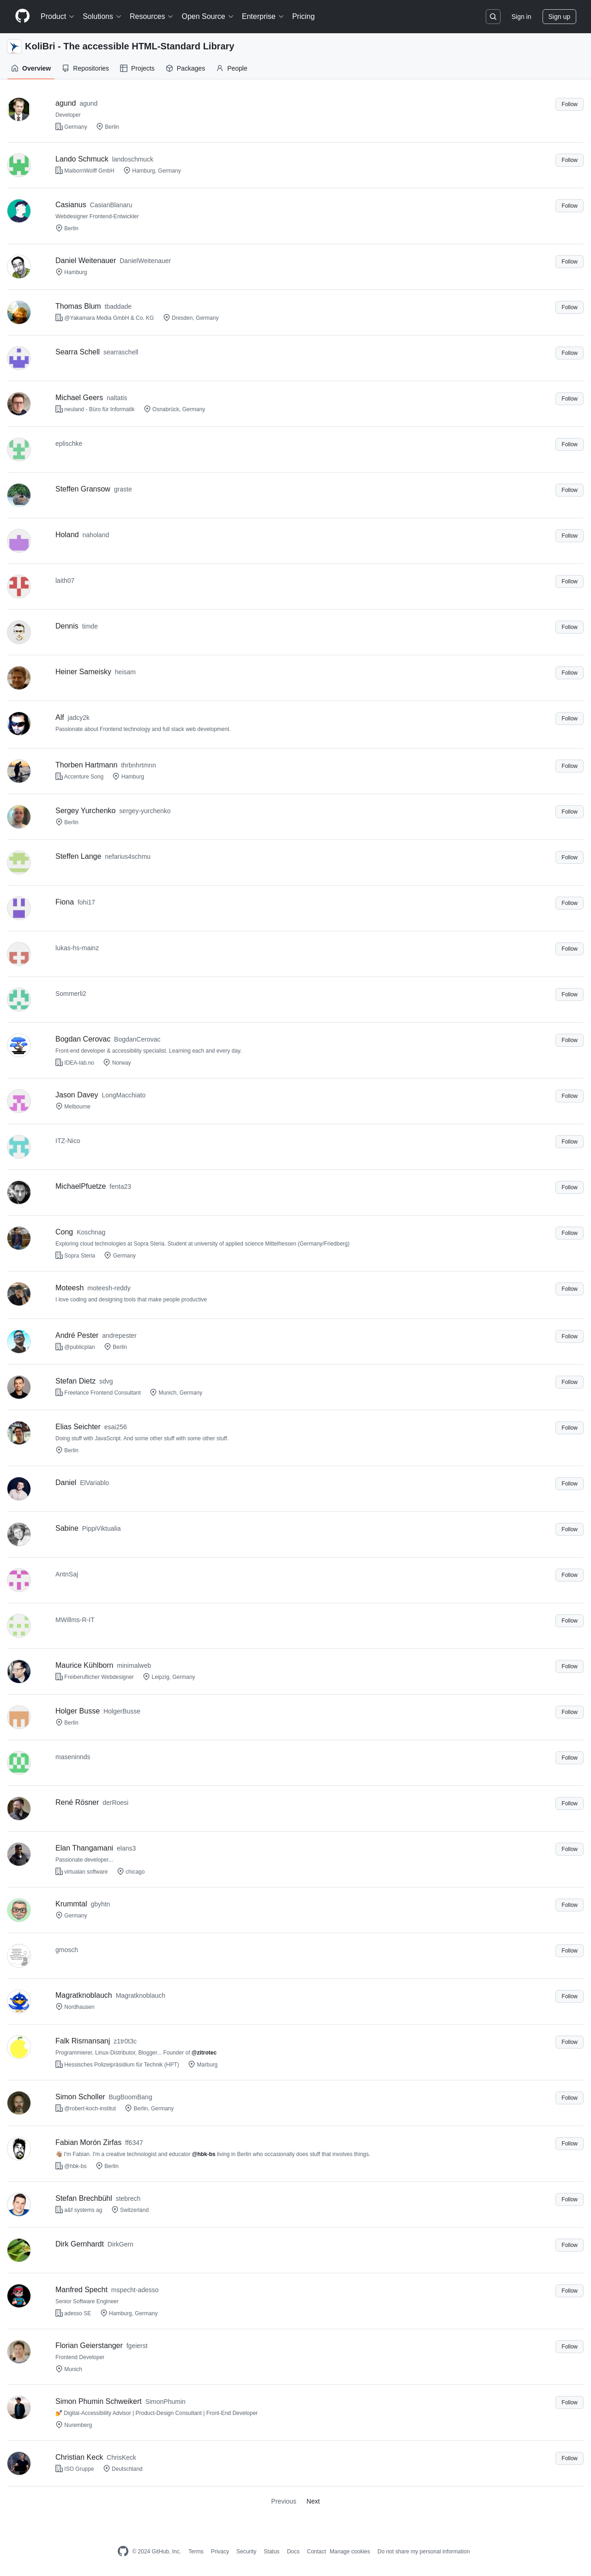 Product Solutions Resources Open Source Enterprise Pricing Sign in Sign up
KoliBri - The accessible HTML-Standard Library
Overview Repositories Projects Packages People
agund agund Follow
Developer
Germany Berlin
Lando Schmuck landoschmuck Follow
MaibornWolff GmbH Hamburg, Germany
Casianus CasianBlanaru Follow
Webdesigner Frontend-Entwickler
Berlin
Daniel Weitenauer DanielWeitenauer Follow
Hamburg
Thomas Blum tbaddade Follow
@Yakamara Media GmbH & Co. KG Dresden, Germany
Searra Schell searraschell Follow
Michael Geers naltatis Follow
neuland - Büro für Informatik Osnabrück, Germany
eplischke Follow
Steffen Gransow graste Follow
Holand naholand Follow
laith07 Follow
Dennis timde Follow
Heiner Sameisky heisam Follow
Alf jadcy2k Follow
Passionate about Frontend technology and full stack web development.
Thorben Hartmann thrbnhrtmnn Follow
Accenture Song Hamburg
Sergey Yurchenko sergey-yurchenko Follow
Berlin
Steffen Lange nefarius4schmu Follow
Fiona fohi17 Follow
lukas-hs-mainz Follow
Sommerli2 Follow
Bogdan Cerovac BogdanCerovac Follow
Front-end developer & accessibility specialist. Learning each and every day.
IDEA-lab.no Norway
Jason Davey LongMacchiato Follow
Melbourne
ITZ-Nico Follow
MichaelPfuetze fenta23 Follow
Cong Koschnag Follow
Exploring cloud technologies at Sopra Steria. Student at university of applied science Mittelhessen (Germany/Friedberg)
Sopra Steria Germany
Moteesh moteesh-reddy Follow
I love coding and designing tools that make people productive
André Pester andrepester Follow
@publicplan Berlin
Stefan Dietz sdvg Follow
Freelance Frontend Consultant Munich, Germany
Elias Seichter esai256 Follow
Doing stuff with JavaScript. And some other stuff with some other stuff.
Berlin
Daniel ElVariablo Follow
Sabine PippiViktualia Follow
AntnSaj Follow
MWillms-R-IT Follow
Maurice Kühlborn minimalweb Follow
Freiberuflicher Webdesigner Leipzig, Germany
Holger Busse HolgerBusse Follow
Berlin
maseninnds Follow
René Rösner derRoesi Follow
Elan Thangamani elans3 Follow
Passionate developer...
virtualan software chicago
Krummtal gbyhtn Follow
Germany
gmosch Follow
Magratknoblauch Magratknoblauch Follow
Nordhausen
Falk Rismansanj z1tr0t3c Follow
Programmierer, Linux-Distributor, Blogger... Founder of @zitrotec
Hessisches Polizeipräsidium für Technik (HPT) Marburg
Simon Scholler BugBoomBang Follow
@robert-koch-institut Berlin, Germany
Fabian Morón Zirfas ff6347 Follow
I'm Fabian. I'm a creative technologist and educator @hbk-bs living in Berlin who occasionally does stuff that involves things.
@hbk-bs Berlin
Stefan Brechbühl stebrech Follow
a&f systems ag Switzerland
Dirk Gernhardt DirkGern Follow
Manfred Specht mspecht-adesso Follow
Senior Software Engineer
adesso SE Hamburg, Germany
Florian Geierstanger fgeierst Follow
Frontend Developer
Munich
Simon Phumin Schweikert SimonPhumin Follow
Digital-Accessibility Advisor | Product-Design Consultant | Front-End Developer
Nuremberg
Christian Keck ChrisKeck Follow
ISO Gruppe Deutschland
Previous Next
© 2024 GitHub, Inc. Terms Privacy Security Status Docs Contact Manage cookies Do not share my personal information